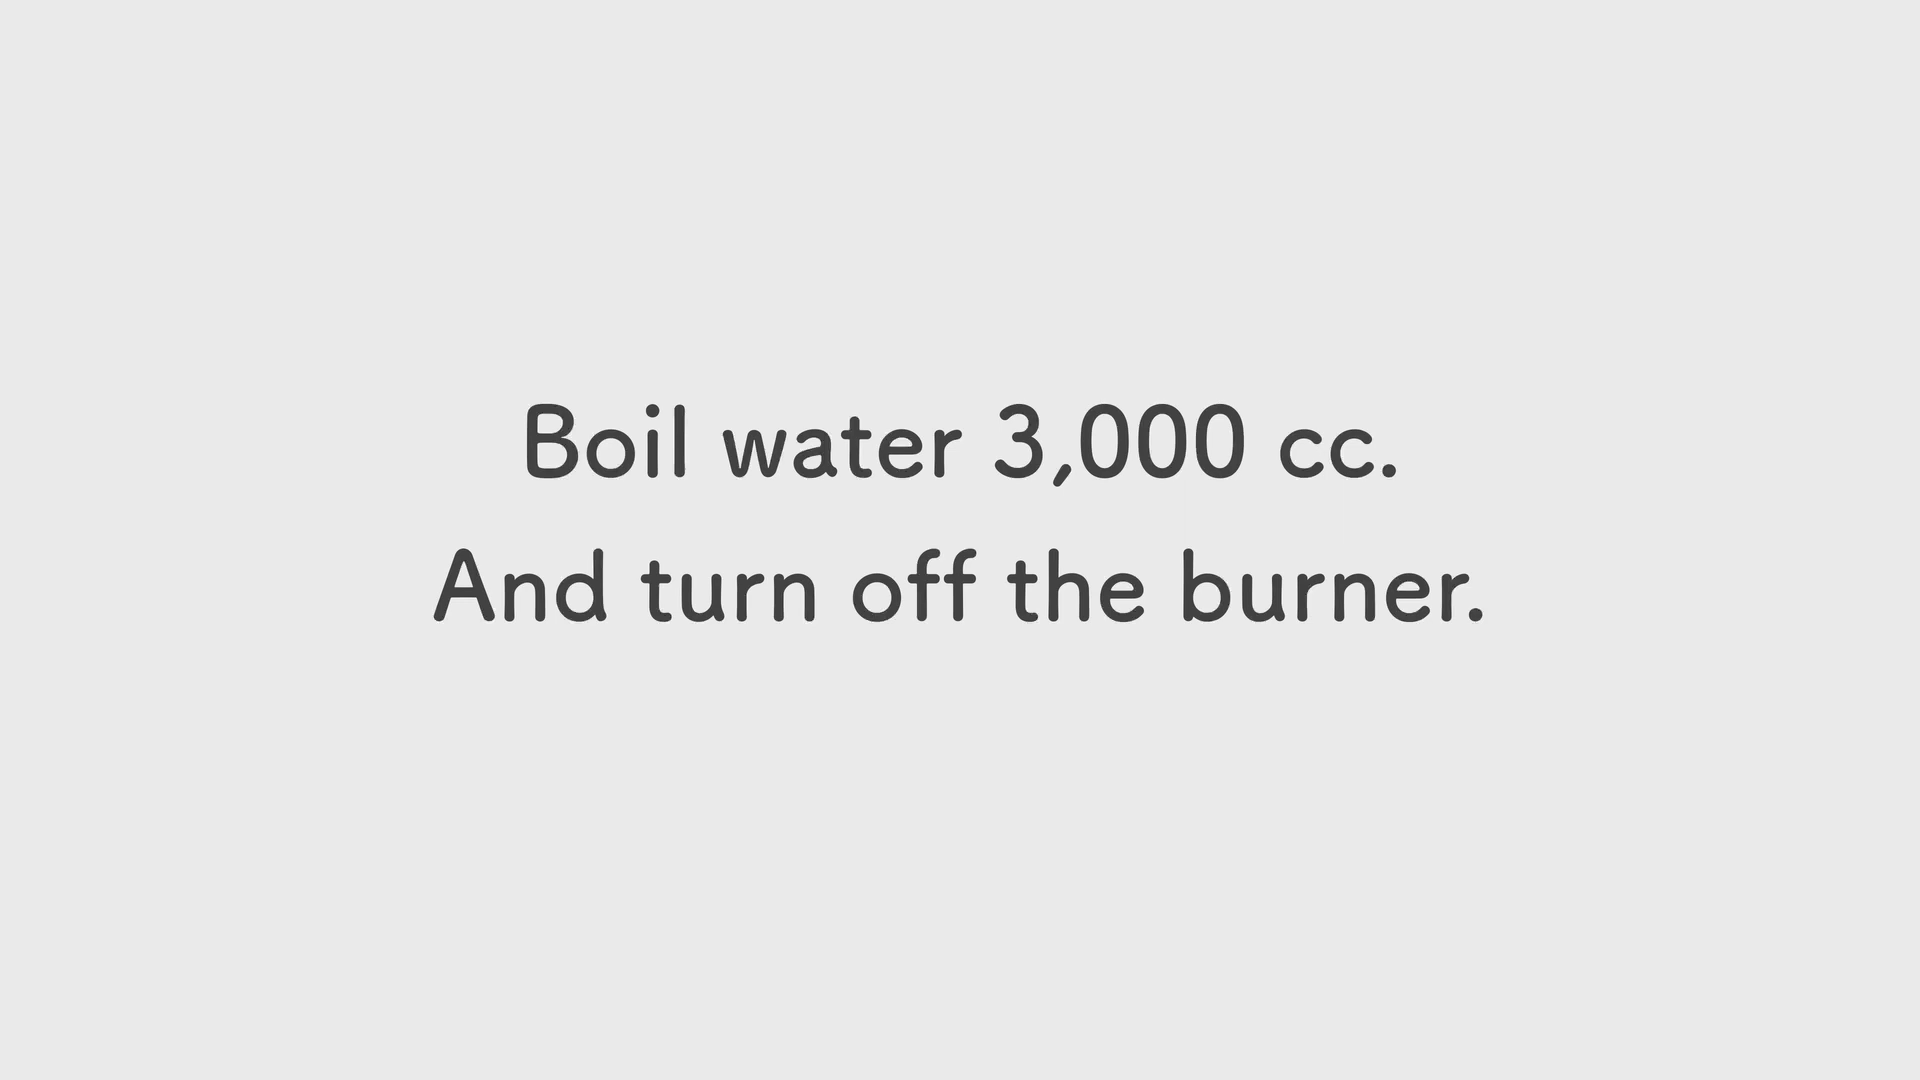 Boil water 3,000 cc.
And turn off the burner.